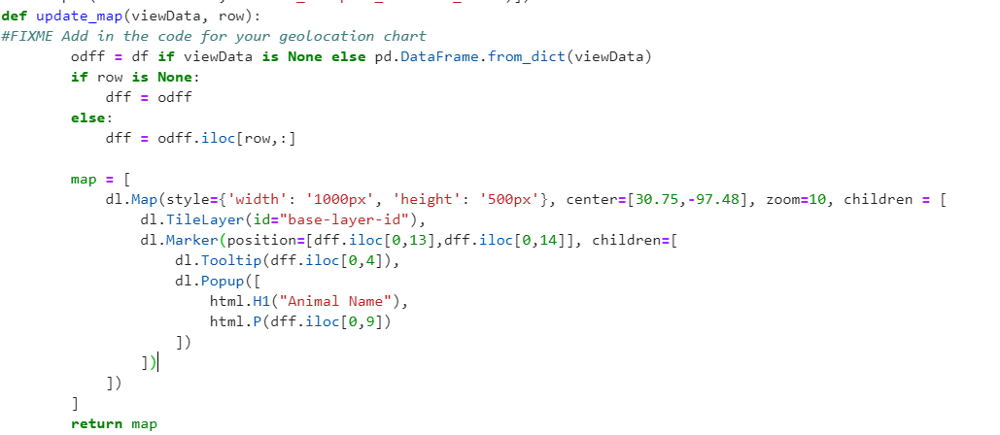 def update_map(viewData, row):
#FIXME Add in the code for your geolocation chart
        odff = df if viewData is None else pd.DataFrame.from_dict(viewData)
        if row is None:
            dff = odff
        else:
            dff = odff.iloc[row,:]

        map = [
            dl.Map(style={'width': '1000px', 'height': '500px'}, center=[30.75,-97.48], zoom=10, children = [
                dl.TileLayer(id="base-layer-id"),
                dl.Marker(position=[dff.iloc[0,13],dff.iloc[0,14]], children=[
                    dl.Tooltip(dff.iloc[0,4]),
                    dl.Popup([
                        html.H1("Animal Name"),
                        html.P(dff.iloc[0,9])
                    ])
                ])
            ])
        ]
        return map